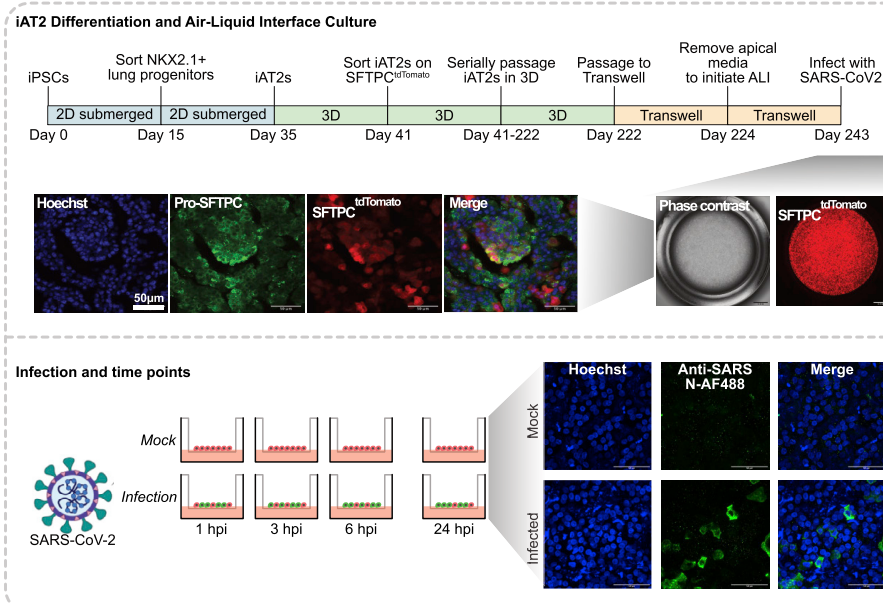 iAT2 Differentiation and Air-Liquid Interface Culture
iPSCs
Sort NKX2.1+
lung progenitors
iAT2s
Sort iAT2s on
SFTPCtdTomato
Serially passage
iAT2s in 3D
Passage to
Transwell
Remove apical
media
to initiate ALI
Infect with
SARS-CoV2
2D submerged
2D submerged
3D
3D
3D
Transwell
Transwell
Day 0
Day 15
Day 35
Day 41
Day 41-222
Day 222
Day 224
Day 243
Hoechst
50µm
Pro-SFTPC
SFTPCtdTomato
Merge
Phase contrast
SFTPCtdTomato
Infection and time points
Mock
Infection
SARS-CoV-2
1 hpi
3 hpi
6 hpi
24 hpi
Hoechst
Anti-SARS
N-AF488
Merge
Mock
Infected